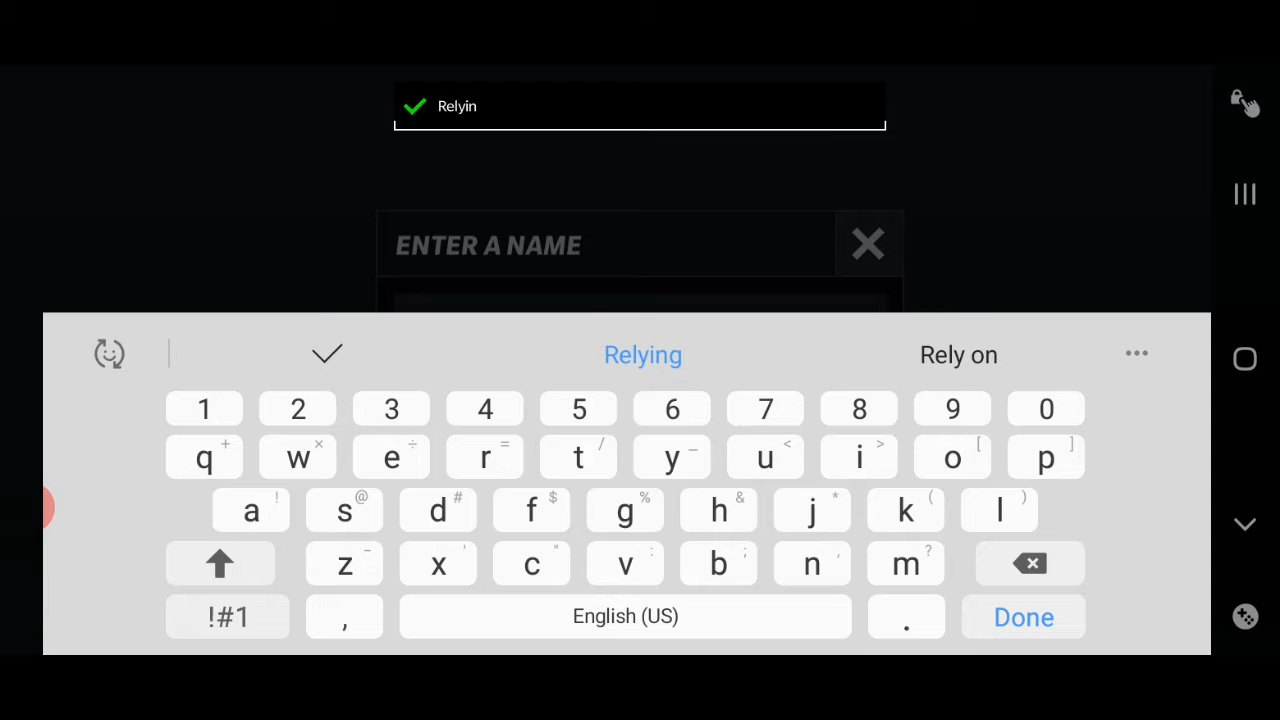 Relyin
ENTER A NAME
Relying Rely on
1 2 3 4 5 6 7 8 9 0
q + w × e ÷ r = t / y _ u < i > o [ p ]
a ! s @ d # f $ g % h & j * k ( l )
z - x ' c " v : b ; n , m ?
!#1 , English (US) . Done